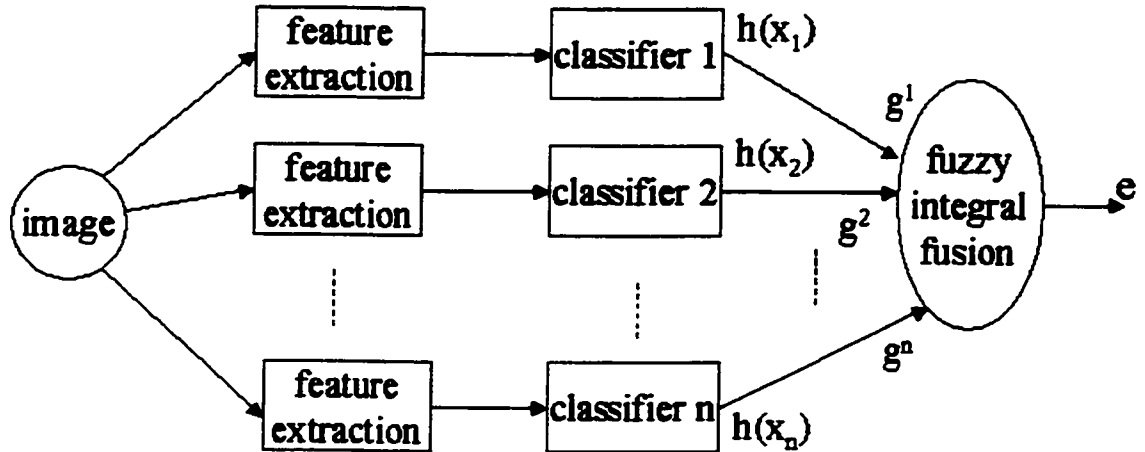 feature
extraction
classifier 1
h(x₁)
g¹
feature
extraction
classifier 2
h(x₂)
g²
image
fuzzy
integral
fusion
e
feature
extraction
classifier n
h(xₙ)
gⁿ